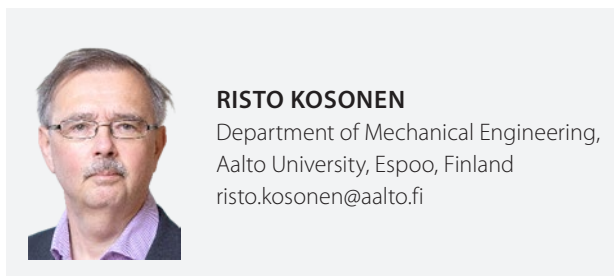 RISTO KOSONEN
Department of Mechanical Engineering,
Aalto University, Espoo, Finland
risto.kosonen@aalto.fi